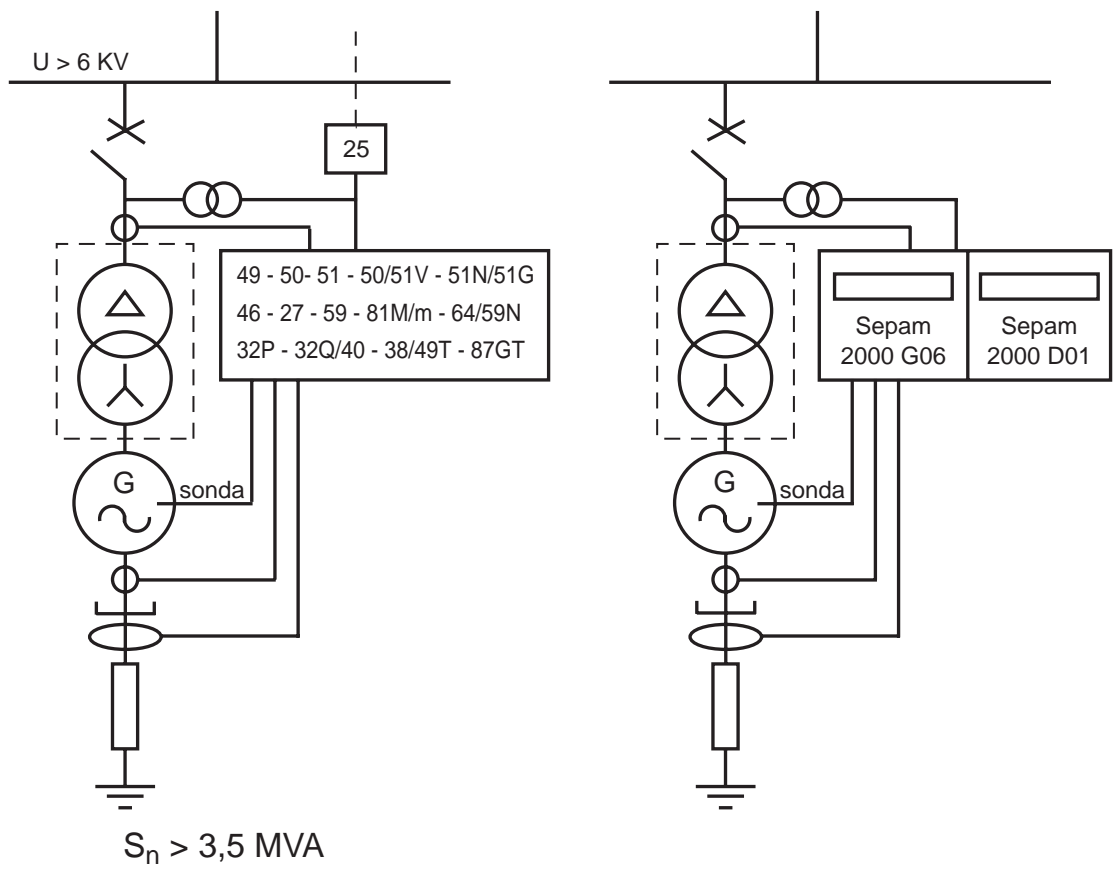 U > 6 KV
25
49 - 50- 51 - 50/51V - 51N/51G
46 - 27 - 59 - 81M/m - 64/59N
32P - 32Q/40 - 38/49T - 87GT
G
sonda
Sn > 3,5 MVA
Sepam
2000 G06
Sepam
2000 D01
G
sonda